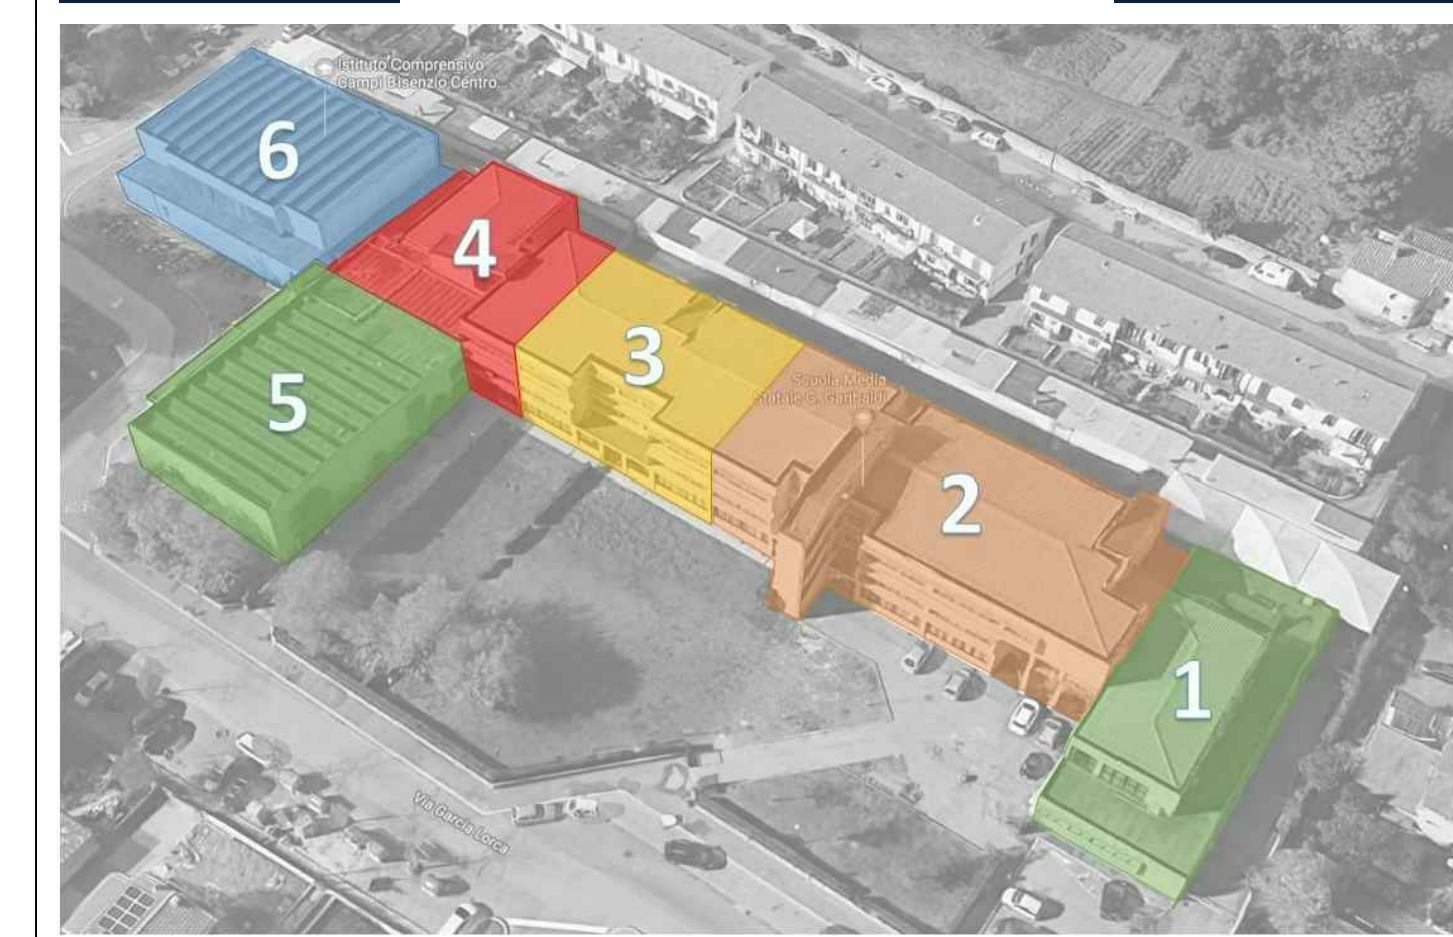 Istituto Comprensivo
Campi Bisenzio Centro...
6
4
3
5
Scuola Media
Statale G. Garibaldi
2
1
Via Garcia Lorca